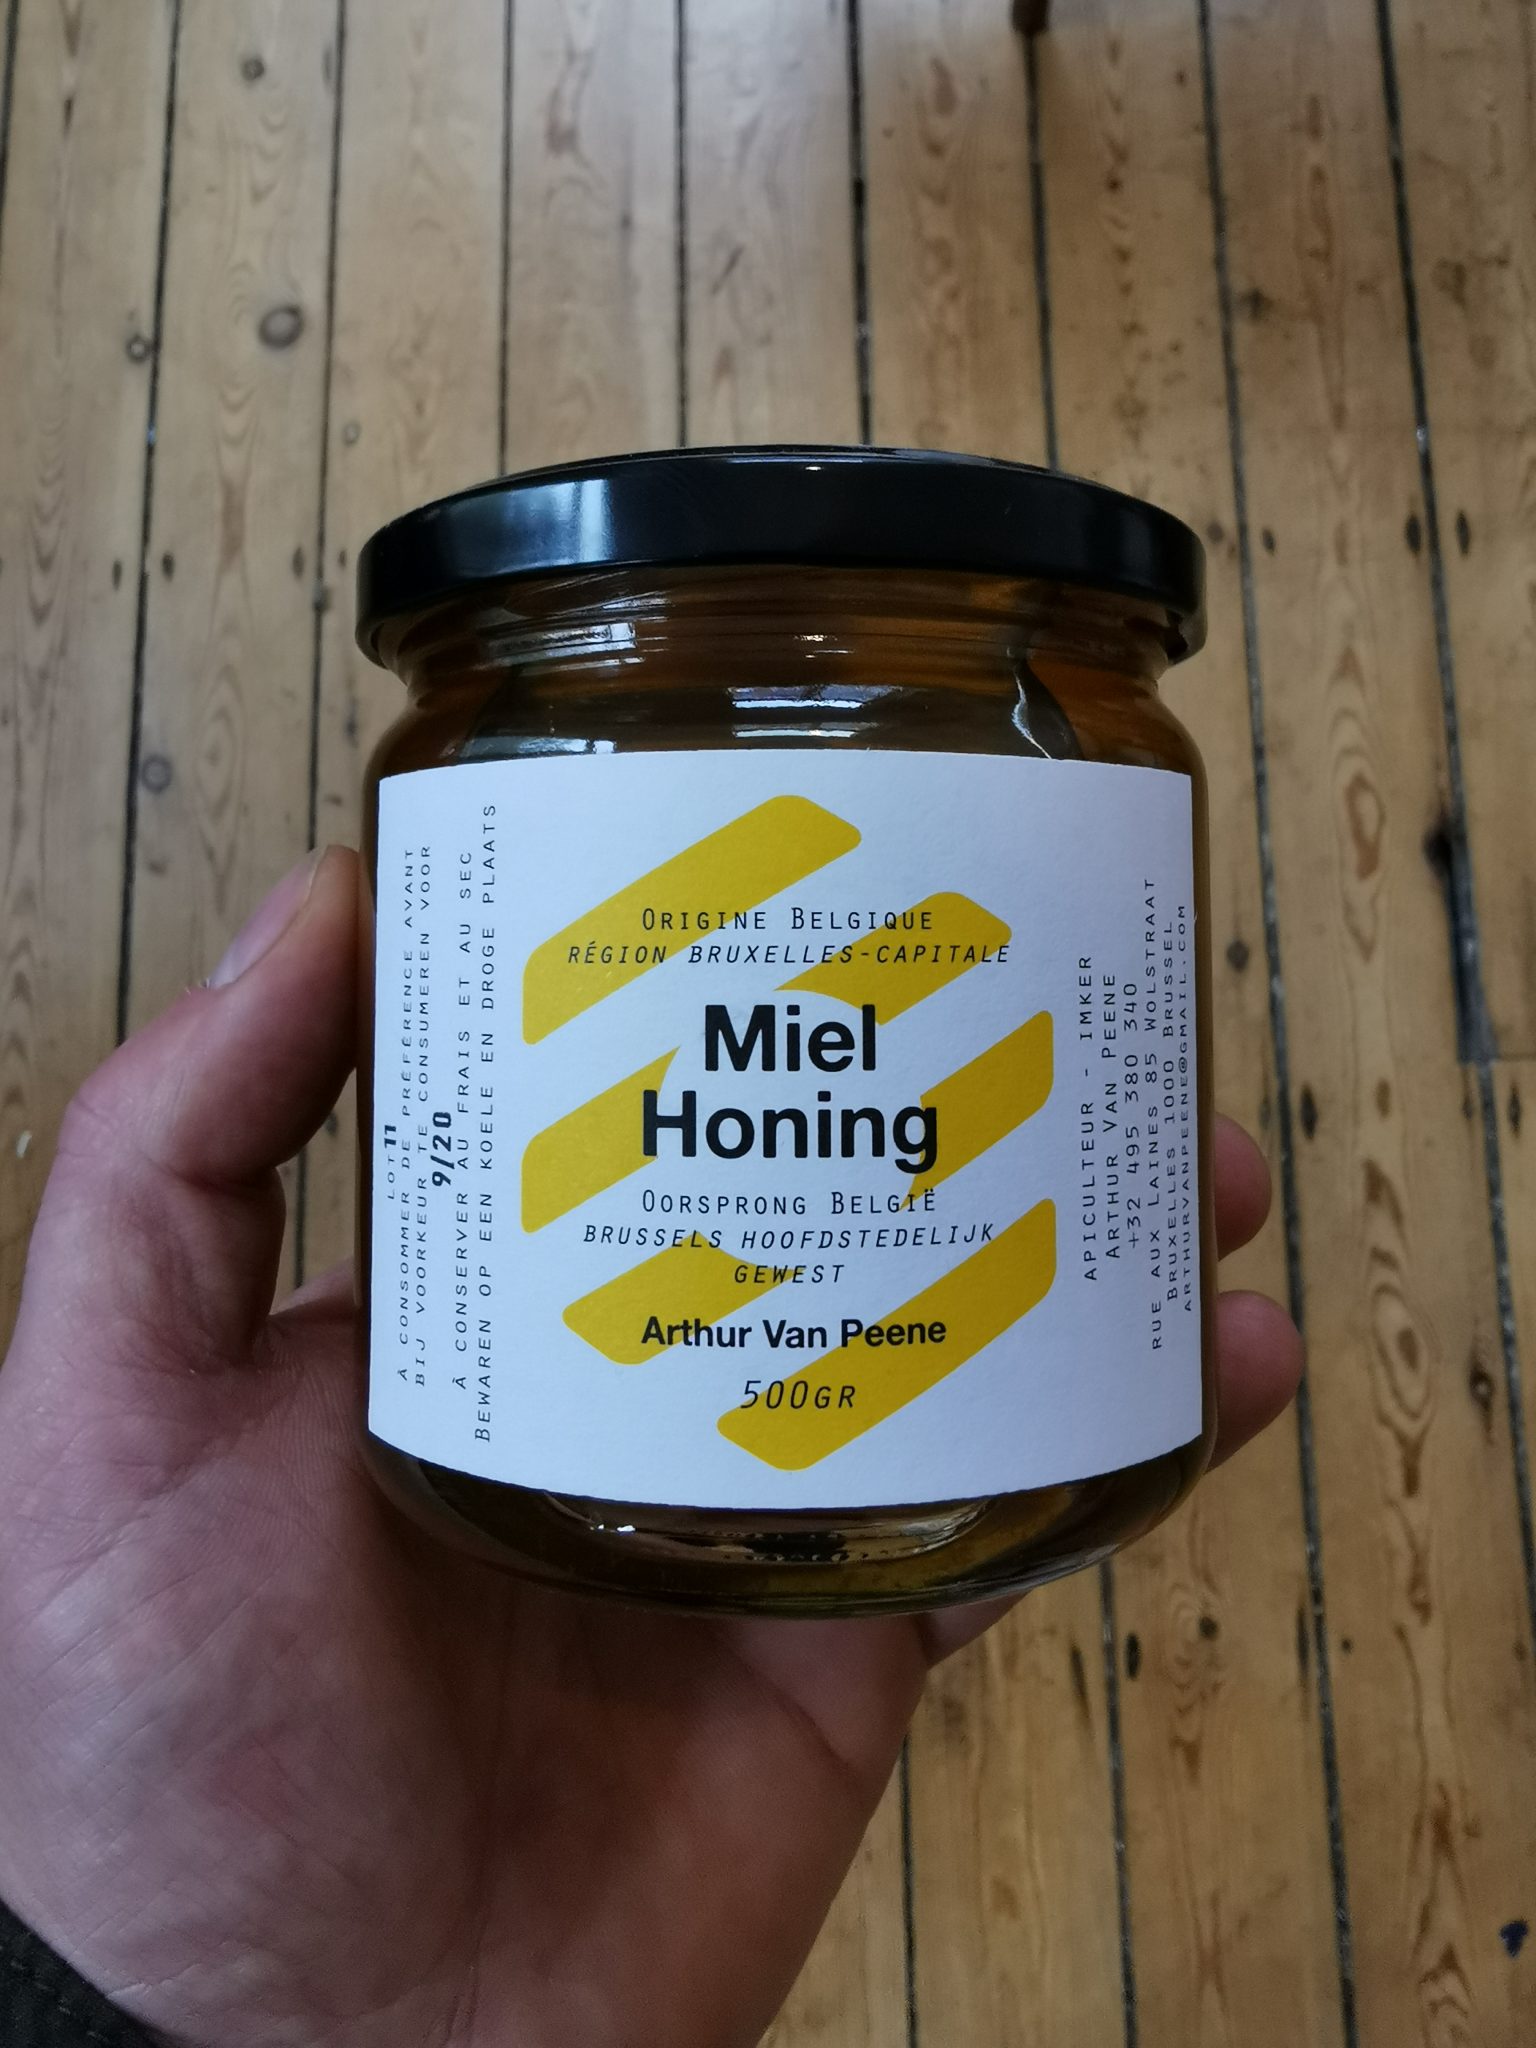 LOT 11
À CONSOMMER DE PRÉFÉRENCE AVANT
BIJ VOORKEUR TE CONSUMEREN VOOR
9/20
À CONSERVER AU FRAIS ET AU SEC
BEWAREN OP EEN KOELE EN DROGE PLAATS
ORIGINE BELGIQUE
RÉGION BRUXELLES-CAPITALE
Miel
Honing
OORSPRONG BELGIË
BRUSSELS HOOFDSTEDELIJK
GEWEST
Arthur Van Peene
500GR
APICULTEUR - IMKER
ARTHUR VAN PEENE
+32 495 380 340
RUE AUX LAINES 85 WOLSTRAAT
BRUXELLES 1000 BRUSSEL
ARTHURVANPEENE@GMAIL.COM